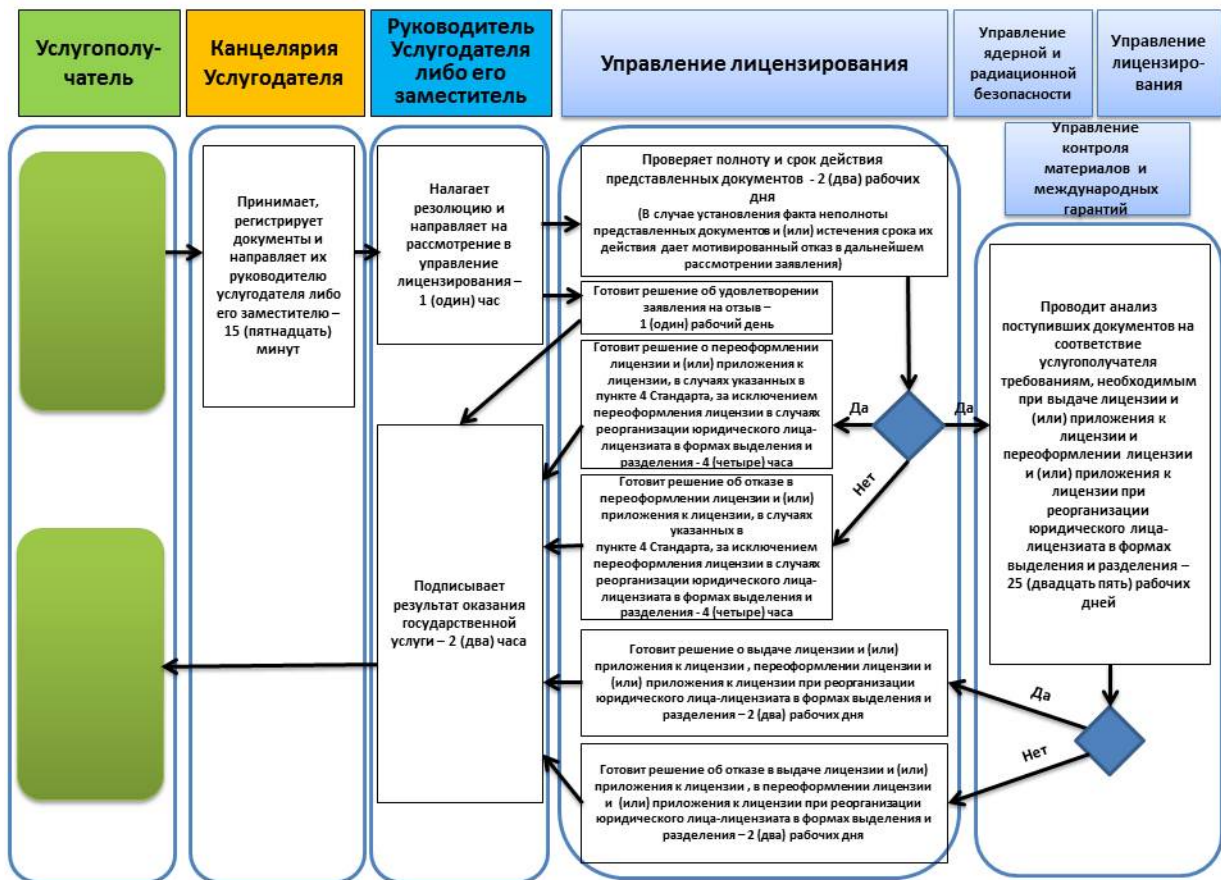 Услугополу-
чатель
Канцелярия
Услугодателя
Руководитель
Услугодателя
либо его
заместитель
Управление лицензирования
Управление
ядерной и
радиационной
безопасности
Управление
лицензиро-
вания
Управление
контроля
материалов и
международных
гарантий
Принимает,
регистрирует
документы и
направляет их
руководителю
услугодателя либо
его заместителю –
15 (пятнадцать)
минут
Налагает
резолюцию и
направляет на
рассмотрение в
управление
лицензирования –
1 (один) час
Проверяет полноту и срок действия
представленных документов - 2 (два) рабочих
дня
(В случае установления факта неполноты
представленных документов и (или) истечения срока их
действия дает мотивированный отказ в дальнейшем
рассмотрении заявления)
Готовит решение об удовлетворении
заявления на отзыв –
1 (один) рабочий день
Готовит решение о переоформлении
лицензии и (или) приложения к
лицензии, в случаях указанных в
пункте 4 Стандарта, за исключением
переоформления лицензии в случаях
реорганизации юридического лица-
лицензиата в формах выделения и
разделения - 4 (четыре) часа
Да
Да
Нет
Готовит решение об отказе в
переоформлении лицензии и (или)
приложения к лицензии, в случаях
указанных в
пункте 4 Стандарта, за исключением
переоформления лицензии в случаях
реорганизации юридического лица-
лицензиата в формах выделения и
разделения - 4 (четыре) часа
Проводит анализ
поступивших документов на
соответствие
услугополучателя
требованиям, необходимым
при выдаче лицензии и
(или) приложения к
лицензии и
переоформлении лицензии
и (или) приложения к
лицензии при
реорганизации
юридического лица-
лицензиата в формах
выделения и разделения –
25 (двадцать пять) рабочих
дней
Подписывает
результат оказания
государственной
услуги – 2 (два) часа
Готовит решение о выдаче лицензии и (или)
приложения к лицензии , переоформлении лицензии и
(или) приложения к лицензии при реорганизации
юридического лица-лицензиата в формах выделения и
разделения – 2 (два) рабочих дня
Да
Нет
Готовит решение об отказе в выдаче лицензии и (или)
приложения к лицензии , в переоформлении лицензии
и (или) приложения к лицензии при реорганизации
юридического лица-лицензиата в формах выделения и
разделения – 2 (два) рабочих дня